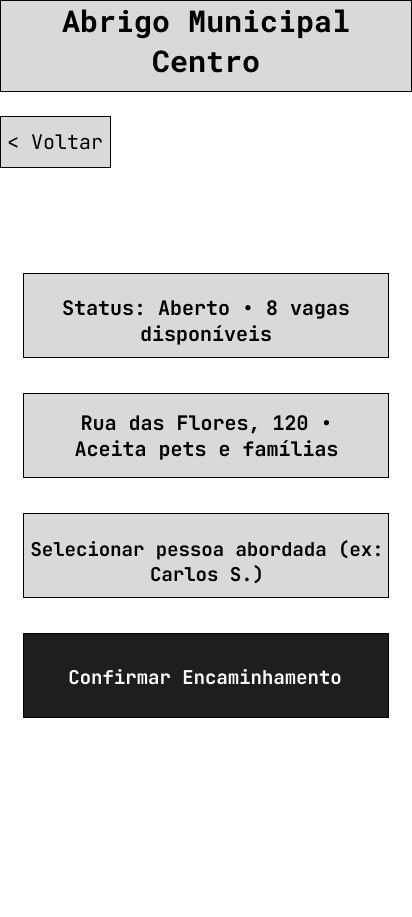 Abrigo Municipal
Centro
< Voltar
Status: Aberto • 8 vagas
disponíveis
Rua das Flores, 120 •
Aceita pets e famílias
Selecionar pessoa abordada (ex:
Carlos S.)
Confirmar Encaminhamento